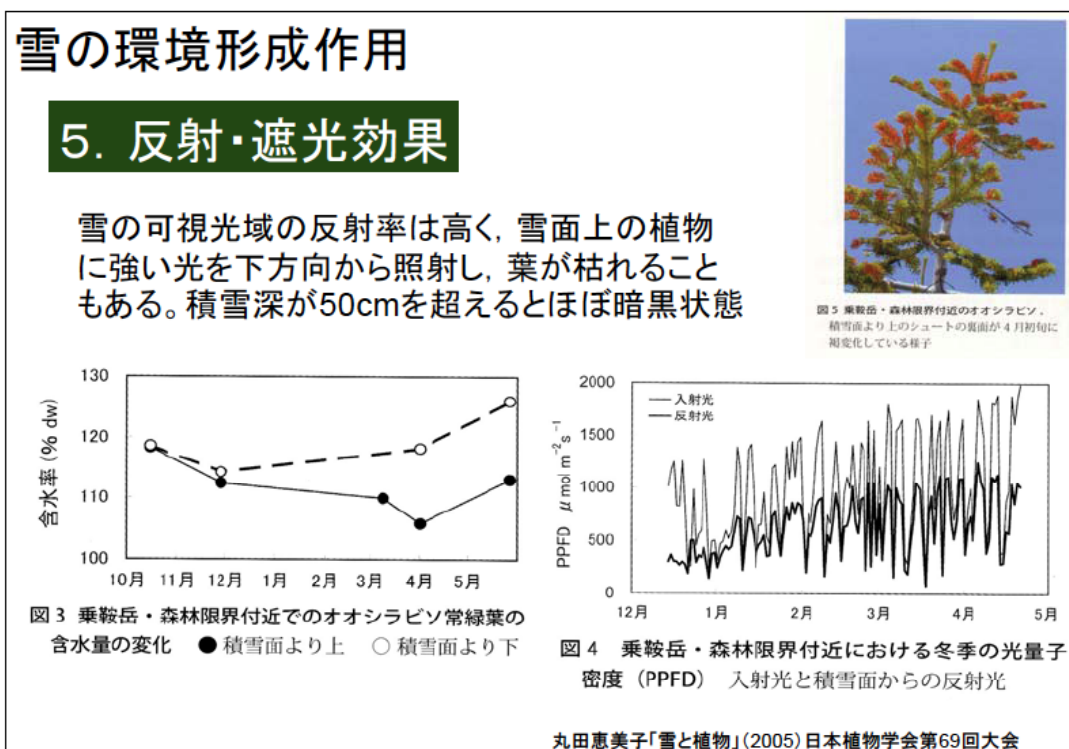 雪の環境形成作用
5. 反射・遮光効果
雪の可視光域の反射率は高く，雪面上の植物
に強い光を下方向から照射し，葉が枯れること
もある。積雪深が50cmを超えるとほぼ暗黒状態
図5 乗鞍岳・森林限界付近のオオシラビソ．
積雪面より上のシュートの裏面が4月初旬に
褐変化している様子
130
120
110
100
含水率 (% dw)
10月 11月 12月 1月 2月 3月 4月 5月
図3 乗鞍岳・森林限界付近でのオオシラビソ常緑葉の
含水量の変化 ● 積雪面より上 ○ 積雪面より下
2000
1500
1000
500
0
PPFD μ mol m⁻² s⁻¹
入射光
反射光
12月 1月 2月 3月 4月 5月
図4 乗鞍岳・森林限界付近における冬季の光量子
密度（PPFD） 入射光と積雪面からの反射光
丸田恵美子「雪と植物」(2005)日本植物学会第69回大会